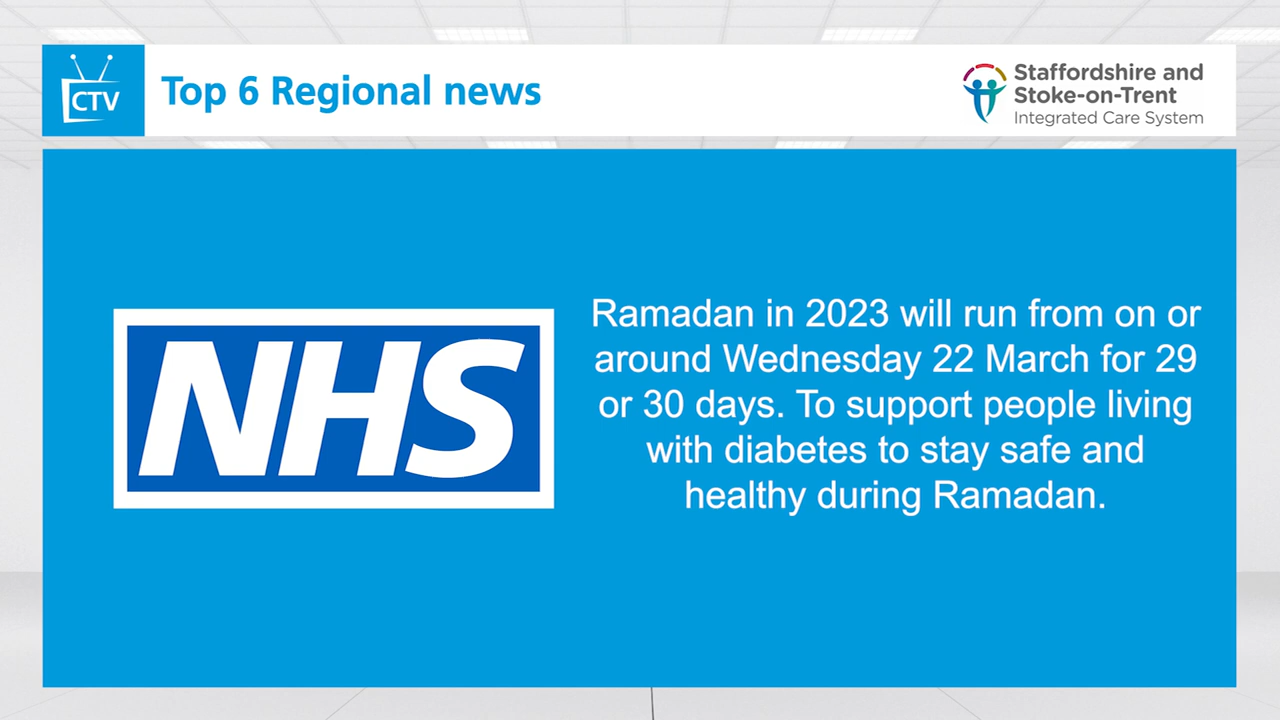 CTV
Top 6 Regional news
Staffordshire and
Stoke-on-Trent
Integrated Care System
NHS
Ramadan in 2023 will run from on or
around Wednesday 22 March for 29
or 30 days. To support people living
with diabetes to stay safe and
healthy during Ramadan.